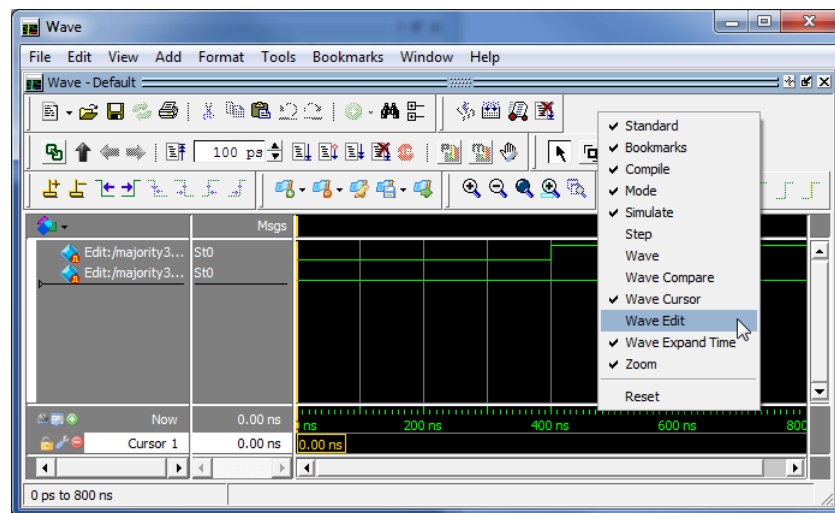 Wave
File Edit View Add Format Tools Bookmarks Window Help
Wave - Default
100 ps
Msgs
Edit:/majority3... St0
Edit:/majority3... St0
Standard
Bookmarks
Compile
Mode
Simulate
Step
Wave
Wave Compare
Wave Cursor
Wave Edit
Wave Expand Time
Zoom
Reset
Now 0.00 ns
ns 200 ns 400 ns 600 ns 800
Cursor 1 0.00 ns 0.00 ns
0 ps to 800 ns